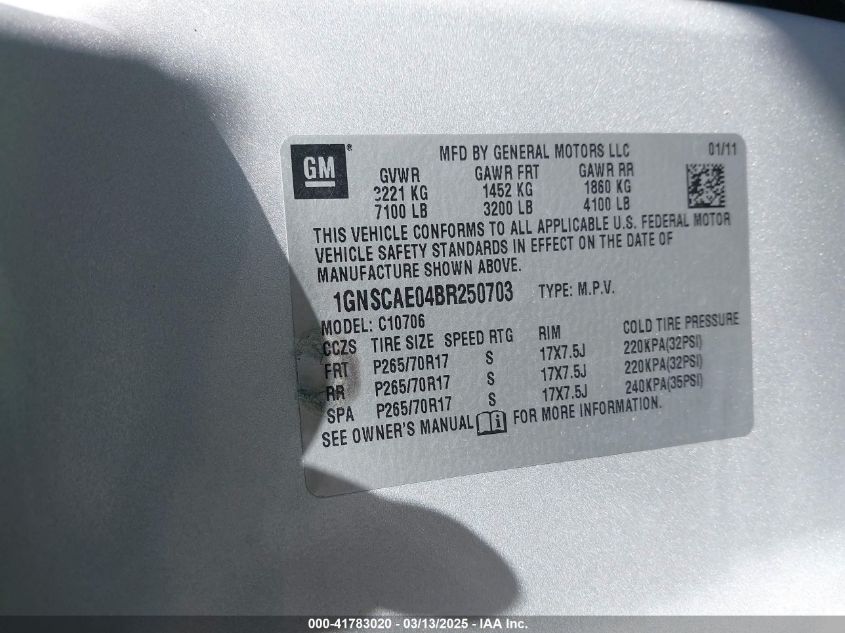 GM®
MFD BY GENERAL MOTORS LLC 01/11
GVWR GAWR FRT GAWR RR
3221 KG 1452 KG 1860 KG
7100 LB 3200 LB 4100 LB
THIS VEHICLE CONFORMS TO ALL APPLICABLE U.S. FEDERAL MOTOR
VEHICLE SAFETY STANDARDS IN EFFECT ON THE DATE OF
MANUFACTURE SHOWN ABOVE.
1GNSCAE04BR250703 TYPE: M.P.V.
MODEL: C10706
CCZS TIRE SIZE SPEED RTG RIM COLD TIRE PRESSURE
FRT P265/70R17 S 17X7.5J 220KPA(32PSI)
RR P265/70R17 S 17X7.5J 220KPA(32PSI)
SPA P265/70R17 S 17X7.5J 240KPA(35PSI)
SEE OWNER'S MANUAL FOR MORE INFORMATION.
000-41783020 / 03/13/2025 - IAA Inc.